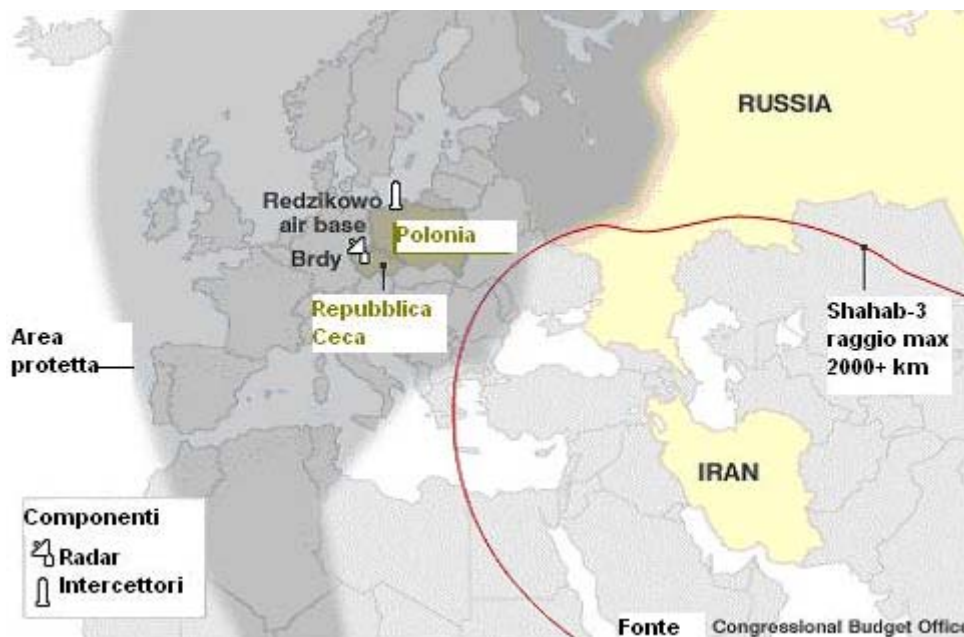 RUSSIA
Redzikowo
air base
Polonia
Brdy
Repubblica
Ceca
Shahab-3
raggio max
2000+ km
Area
protetta
IRAN
Componenti
Radar
Intercettori
Fonte Congressional Budget Office